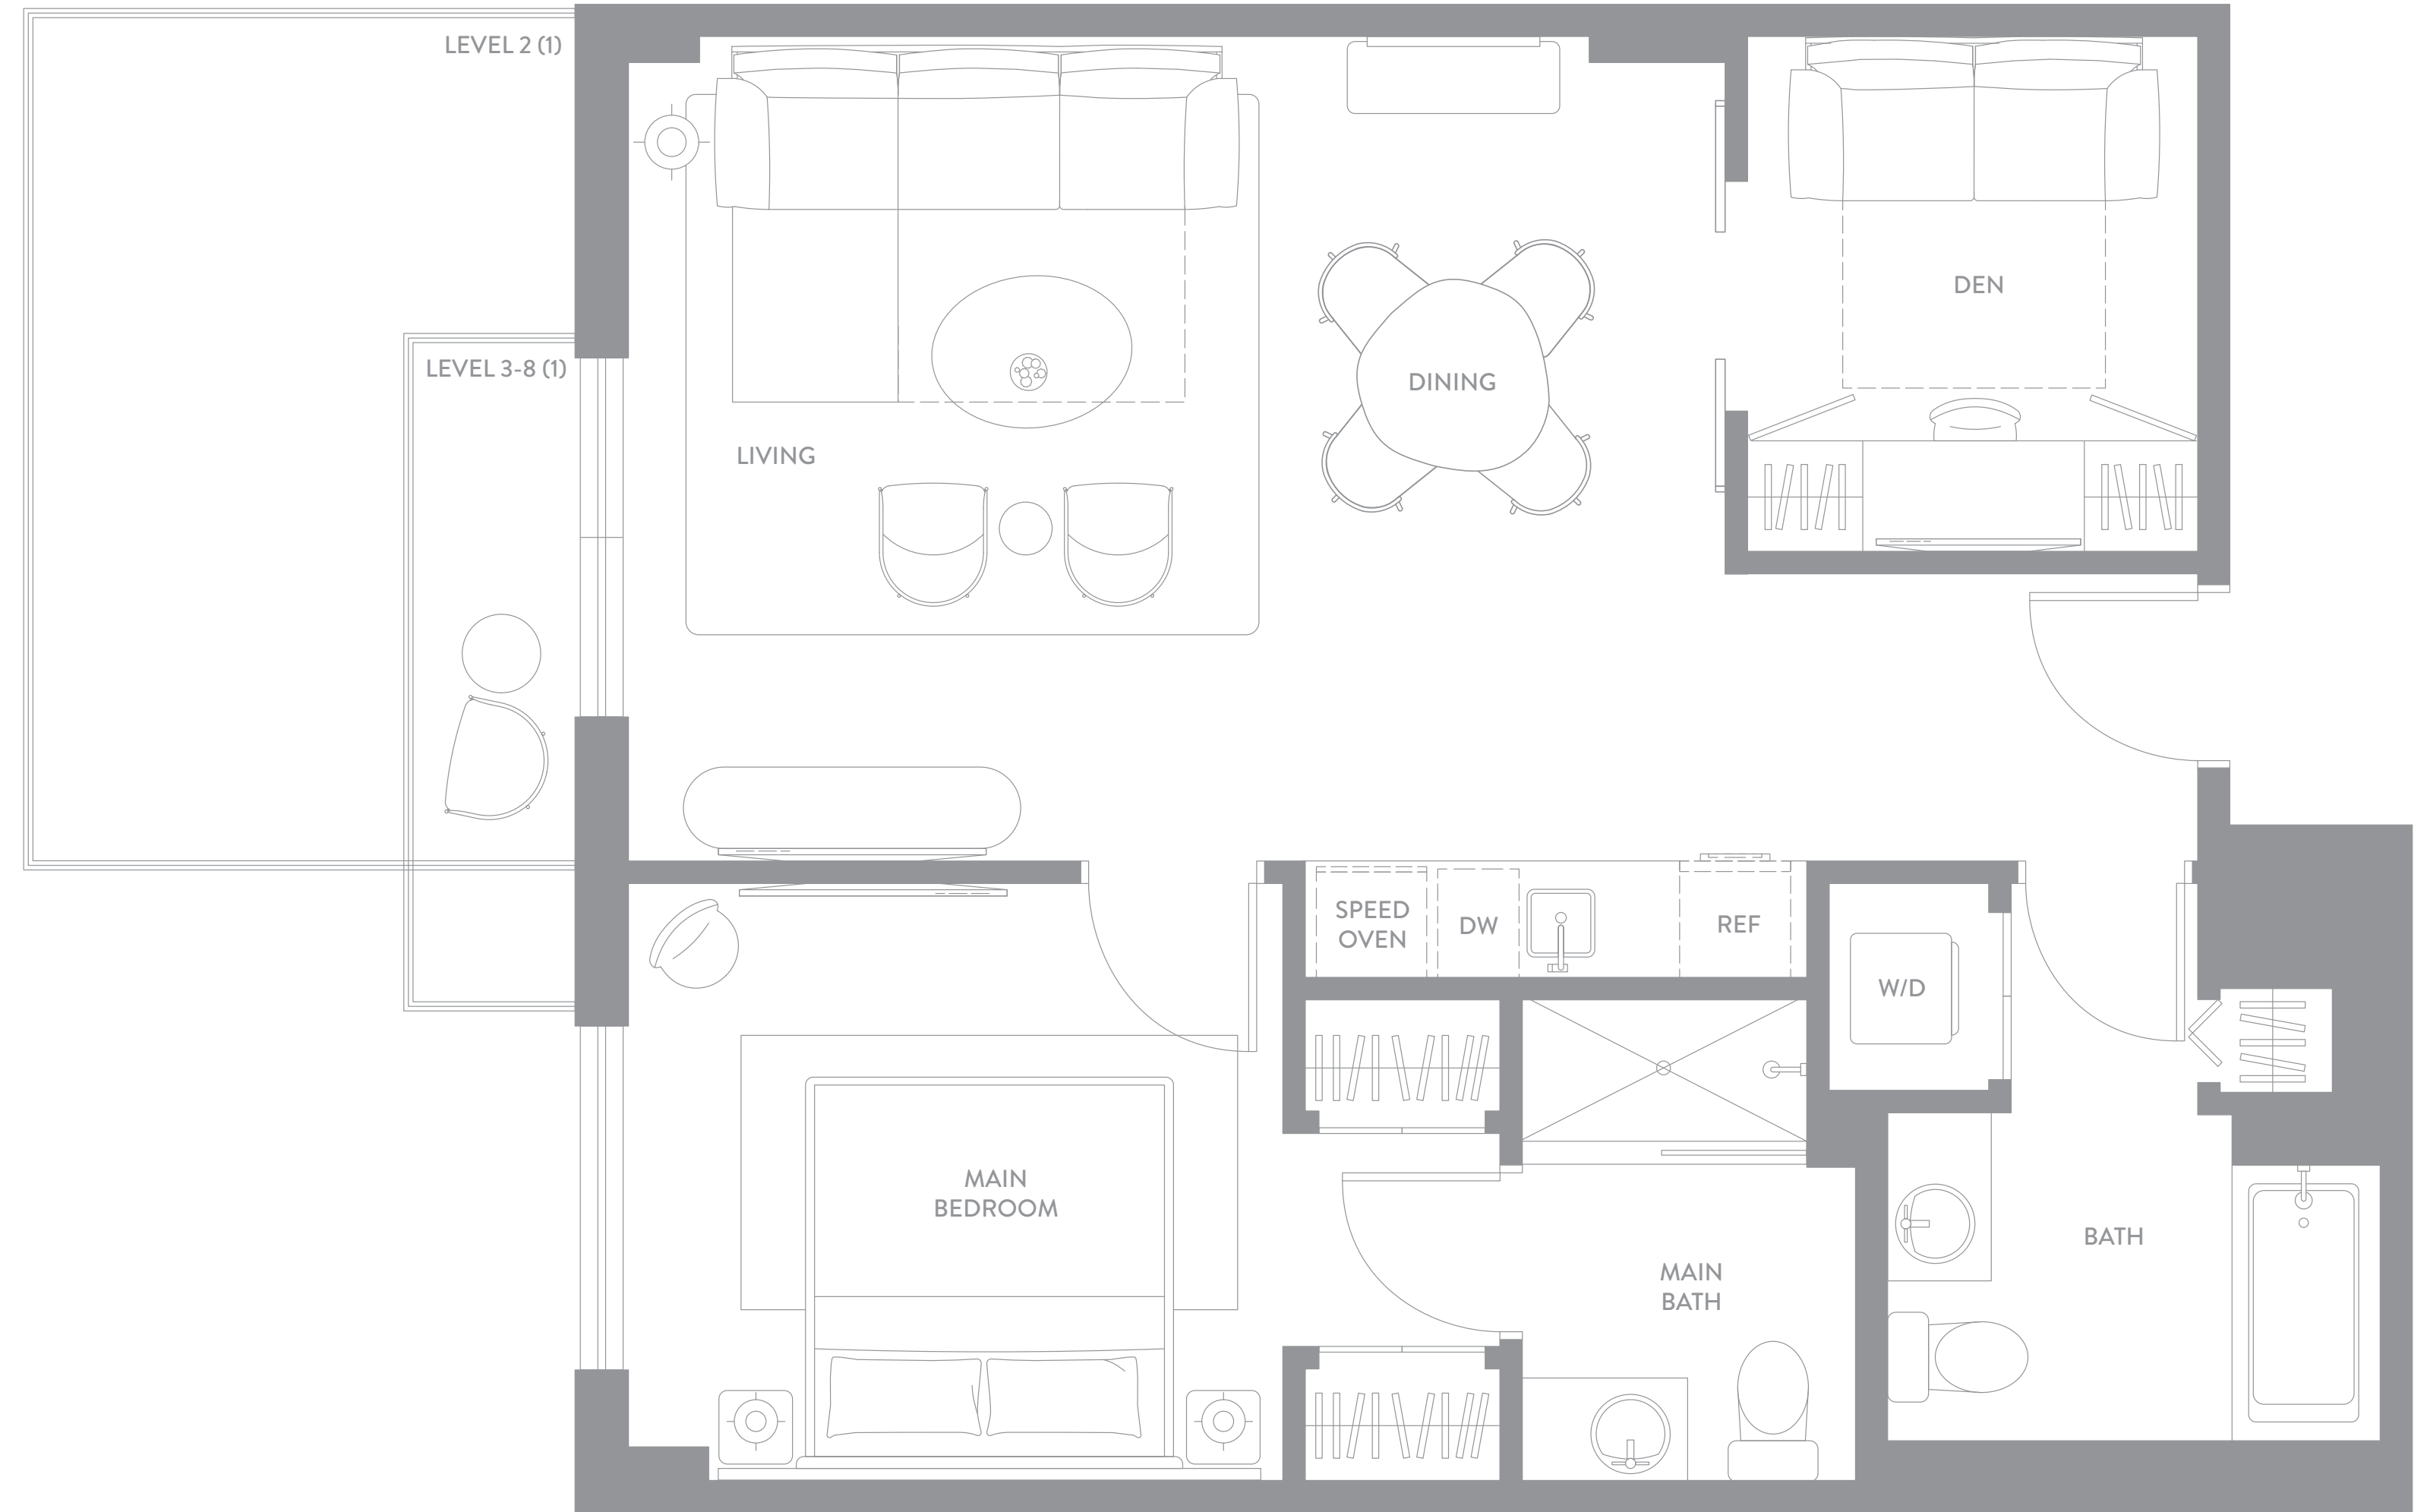 LEVEL 2 (1)
LEVEL 3-8 (1)
DEN
DINING
LIVING
SPEED
OVEN
DW
REF
W/D
MAIN
BEDROOM
MAIN
BATH
BATH